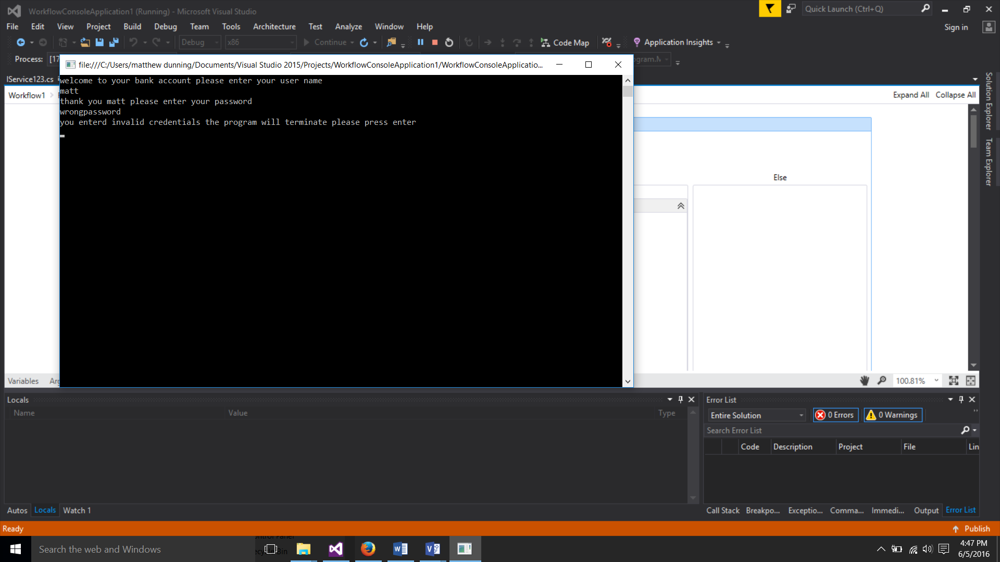 WorkflowConsoleApplication1 (Running) - Microsoft Visual Studio
Quick Launch (Ctrl+Q)
File Edit View Project Build Debug Team Tools Architecture Test Analyze Window Help
Sign in
Debug x86 Continue Code Map Application Insights
Process: [17
file:///C:/Users/matthew dunning/Documents/Visual Studio 2015/Projects/WorkflowConsoleApplication1/WorkflowConsoleApplicatio...
IService123.cs
Workflow1
Expand All Collapse All
welcome to your bank account please enter your user name
matt
thank you matt please enter your password
wrongpassword
you enterd invalid credentials the program will terminate please press enter
Else
Solution Explorer
Team Explorer
Variables
100.81%
Locals
Name Value Type
Autos Locals Watch 1
Error List
Entire Solution 0 Errors 0 Warnings
Search Error List
Code Description Project File Lin
Call Stack Breakpo... Exceptio... Comma... Immedi... Output Error List
Ready
Publish
Search the web and Windows
4:47 PM
6/5/2016